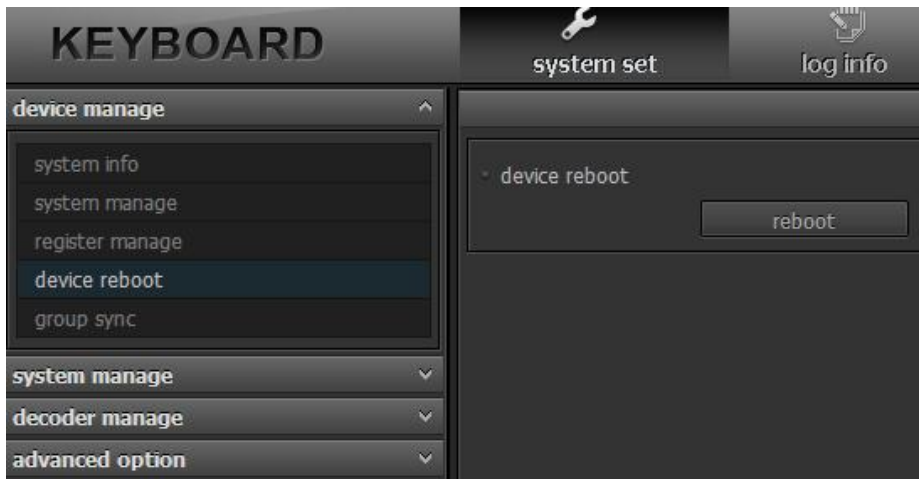 KEYBOARD
system set
log info
device manage
system info
system manage
register manage
device reboot
group sync
system manage
decoder manage
advanced option
device reboot
reboot